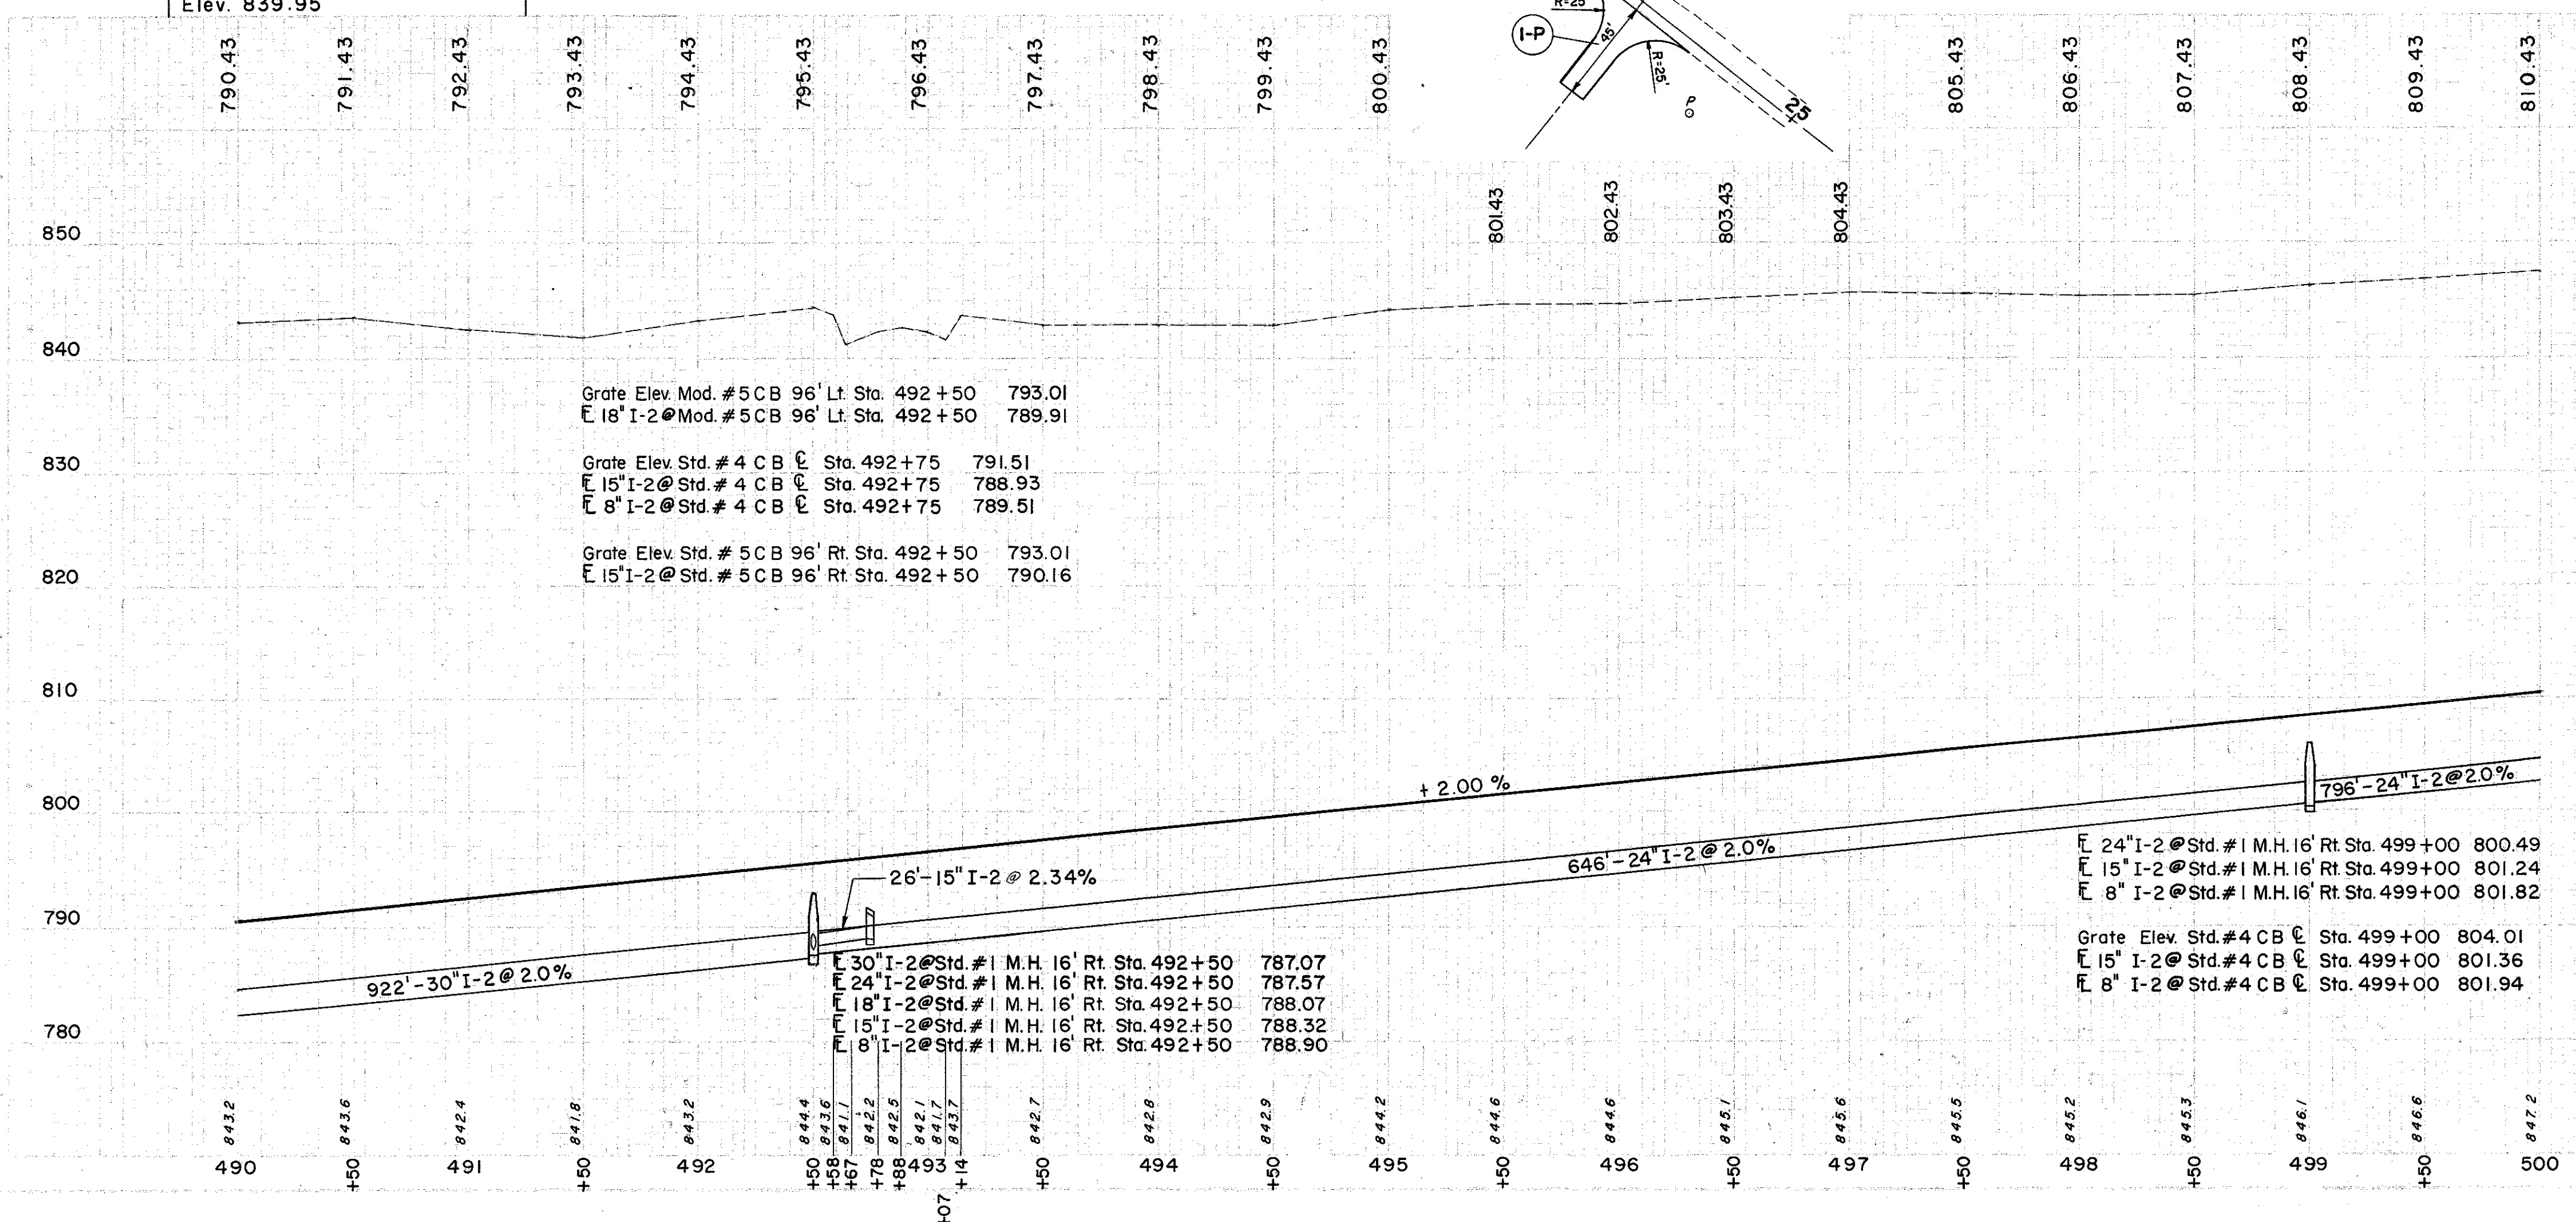 Elev. 839.95
R=25'
I-P
45'
R=25'
P
25
790.43 791.43 792.43 793.43 794.43 795.43 796.43 797.43 798.43 799.43 800.43 805.43 806.43 807.43 808.43 809.43 810.43
801.43 802.43 803.43 804.43
850
840
Grate Elev. Mod. #5 CB 96' Lt. Sta. 492+50 793.01
F̵L 18" I-2 @ Mod. #5 CB 96' Lt. Sta. 492+50 789.91
830
Grate Elev. Std. #4 CB ℄ Sta. 492+75 791.51
F̵L 15" I-2 @ Std. #4 CB ℄ Sta. 492+75 788.93
F̵L 8" I-2 @ Std. #4 CB ℄ Sta. 492+75 789.51
820
Grate Elev. Std. #5 CB 96' Rt. Sta. 492+50 793.01
F̵L 15" I-2 @ Std. #5 CB 96' Rt. Sta. 492+50 790.16
810
800
+ 2.00 %
796'-24" I-2 @ 2.0%
646'-24" I-2 @ 2.0%
26'-15" I-2 @ 2.34%
790
922'-30" I-2 @ 2.0%
780
F̵L 30" I-2 @ Std. #1 M.H. 16' Rt. Sta. 492+50 787.07
F̵L 24" I-2 @ Std. #1 M.H. 16' Rt. Sta. 492+50 787.57
F̵L 18" I-2 @ Std. #1 M.H. 16' Rt. Sta. 492+50 788.07
F̵L 15" I-2 @ Std. #1 M.H. 16' Rt. Sta. 492+50 788.32
F̵L 8" I-2 @ Std. #1 M.H. 16' Rt. Sta. 492+50 788.90
F̵L 24" I-2 @ Std. #1 M.H. 16' Rt. Sta. 499+00 800.49
F̵L 15" I-2 @ Std. #1 M.H. 16' Rt. Sta. 499+00 801.24
F̵L 8" I-2 @ Std. #1 M.H. 16' Rt. Sta. 499+00 801.82
Grate Elev. Std. #4 CB ℄ Sta. 499+00 804.01
F̵L 15" I-2 @ Std. #4 CB ℄ Sta. 499+00 801.36
F̵L 8" I-2 @ Std. #4 CB ℄ Sta. 499+00 801.94
843.2 843.6 842.4 841.8 843.2 844.4 843.6 841.1 842.2 842.5 842.1 841.7 843.7 842.7 842.8 842.9 844.2 844.6 844.6 845.1 845.6 845.5 845.2 845.3 846.1 846.6 847.2
490 +50 491 +50 492 +50 +58 +67 +78 +88 493 +07 +14 +50 494 +50 495 +50 496 +50 497 +50 498 +50 499 +50 500